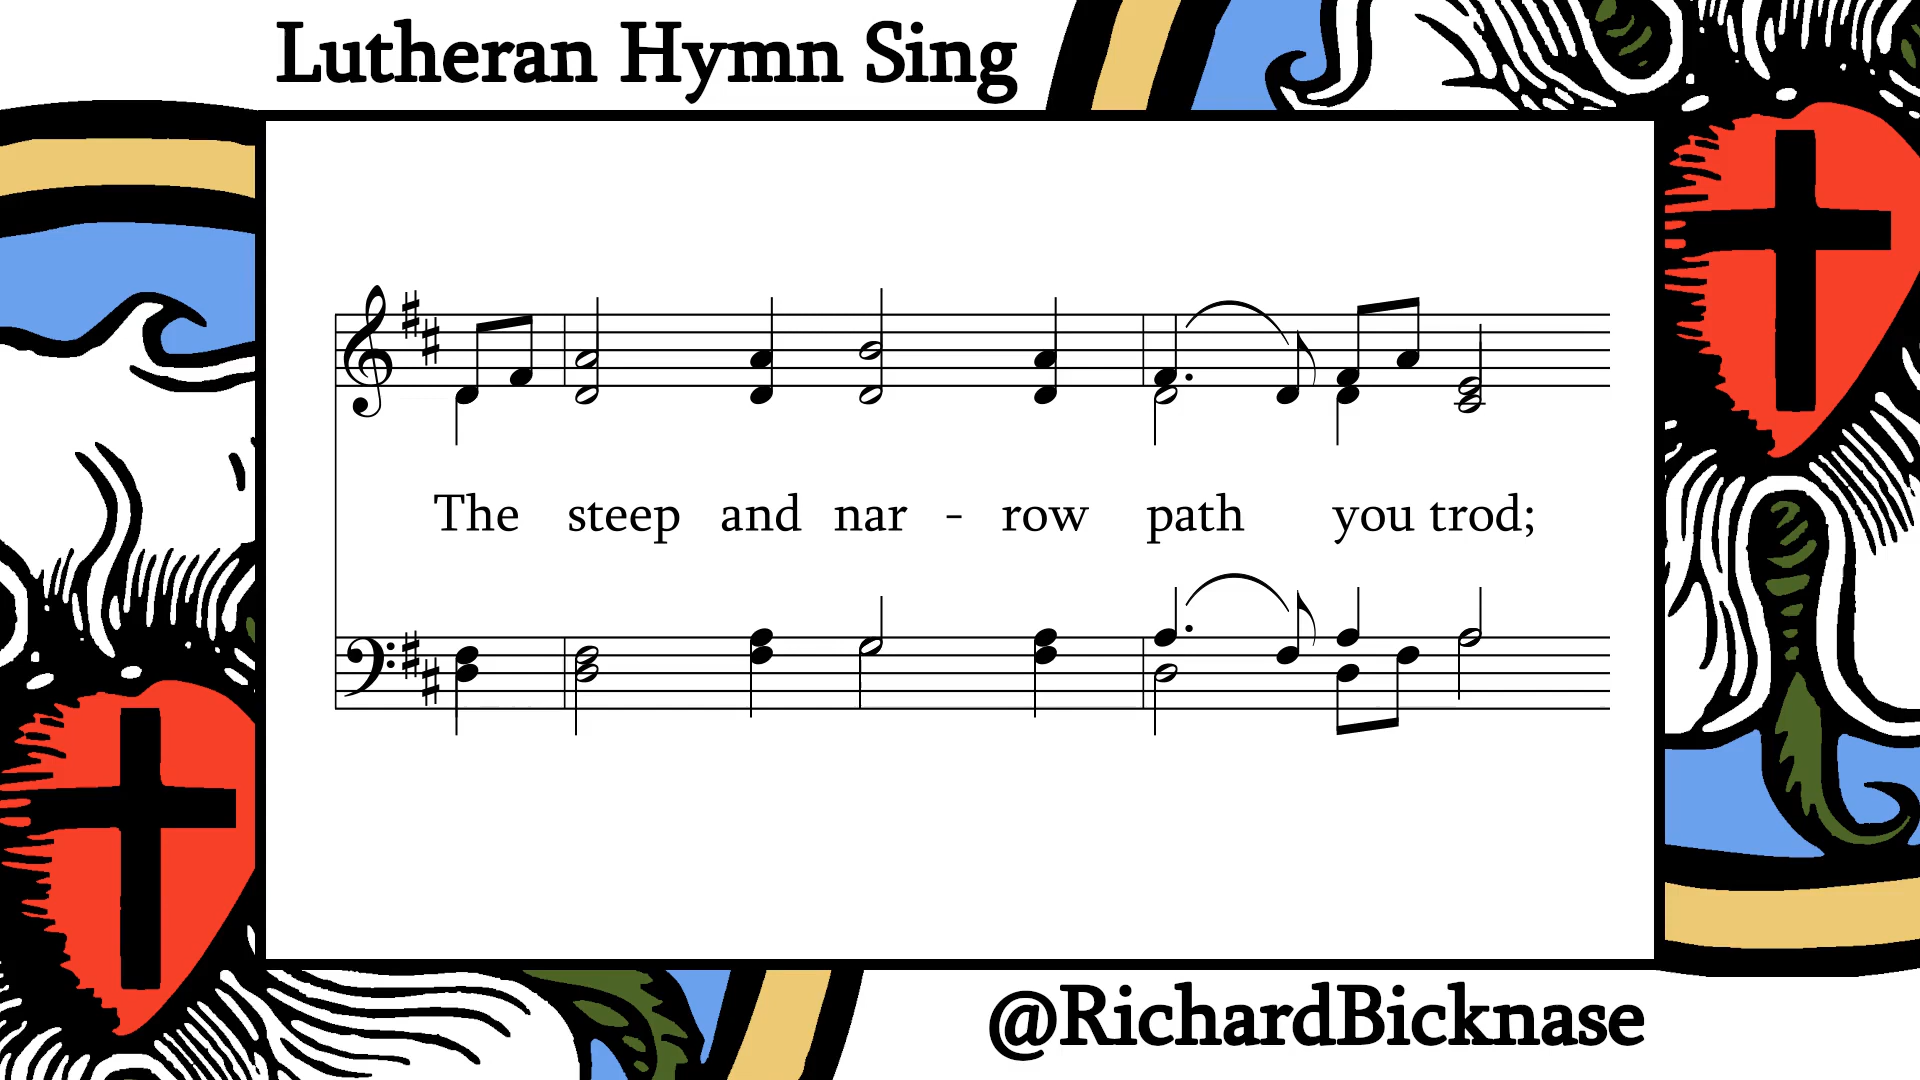 Lutheran Hymn Sing
The steep and nar - row path you trod;
@RichardBicknase